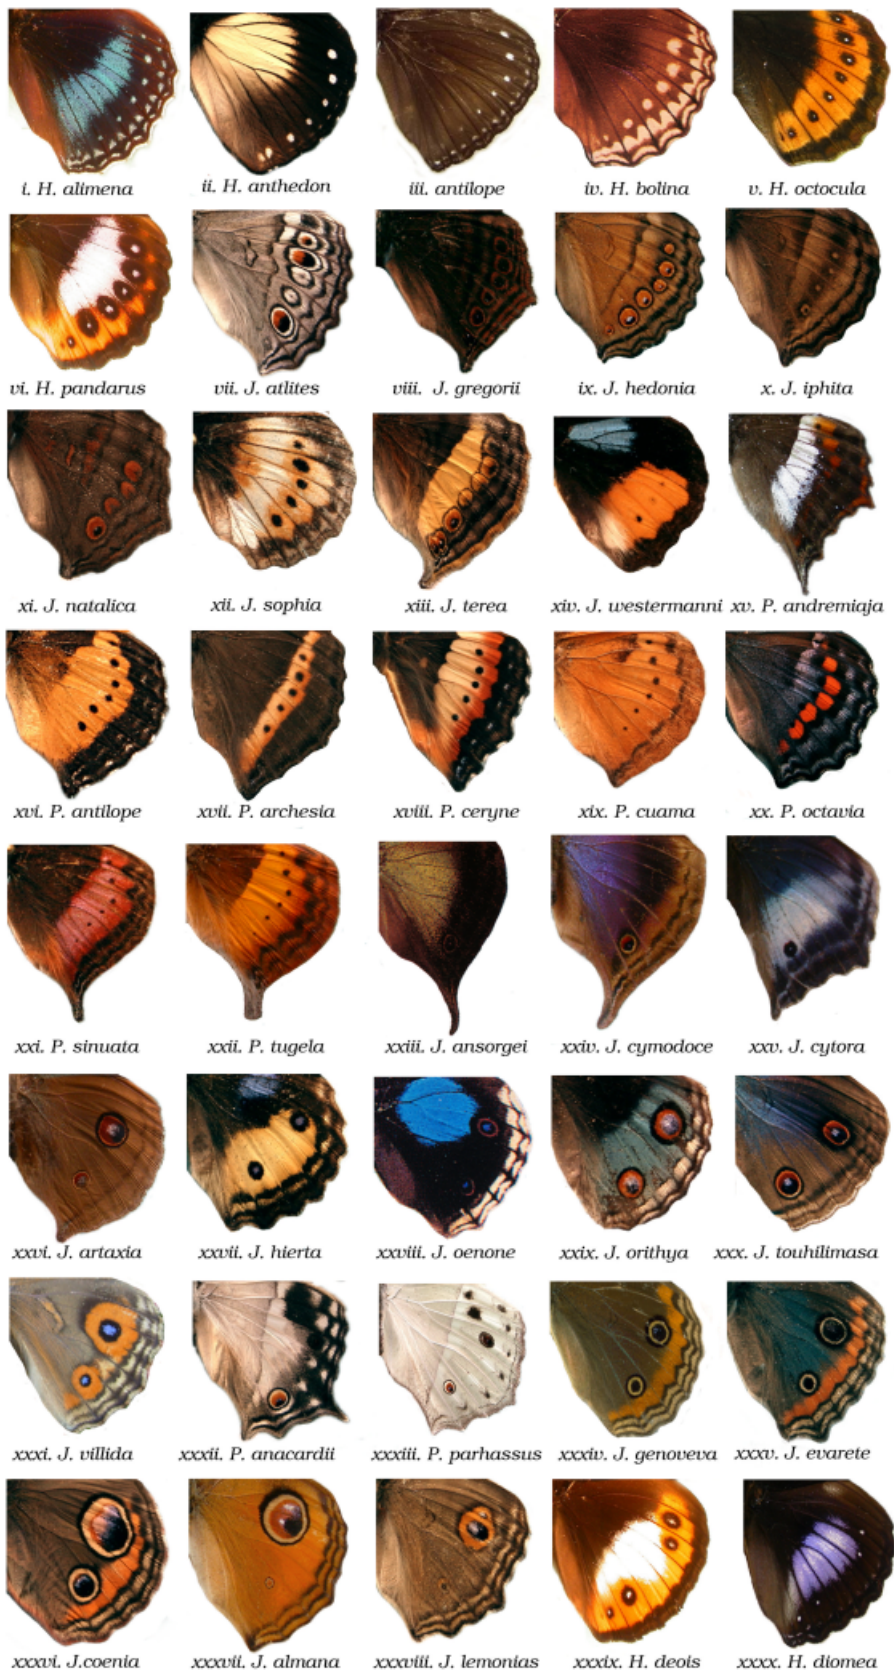 i. H. alimena
ii. H. anthedon
iii. antilope
iv. H. bolina
v. H. octocula
vi. H. pandarus
vii. J. atlites
viii. J. gregorii
ix. J. hedonia
x. J. iphita
xi. J. natalica
xii. J. sophia
xiii. J. terea
xiv. J. westermanni
xv. P. andremiaja
xvi. P. antilope
xvii. P. archesia
xviii. P. ceryne
xix. P. cuama
xx. P. octavia
xxi. P. sinuata
xxii. P. tugela
xxiii. J. ansorgei
xxiv. J. cymodoce
xxv. J. cytora
xxvi. J. artaxia
xxvii. J. hierta
xxviii. J. oenone
xxix. J. orithya
xxx. J. touhilimasa
xxxi. J. villida
xxxii. P. anacardii
xxxiii. P. parhassus
xxxiv. J. genoveva
xxxv. J. evarete
xxxvi. J.coenia
xxxvii. J. almana
xxxviii. J. lemonias
xxxix. H. deois
xxxx. H. diomea